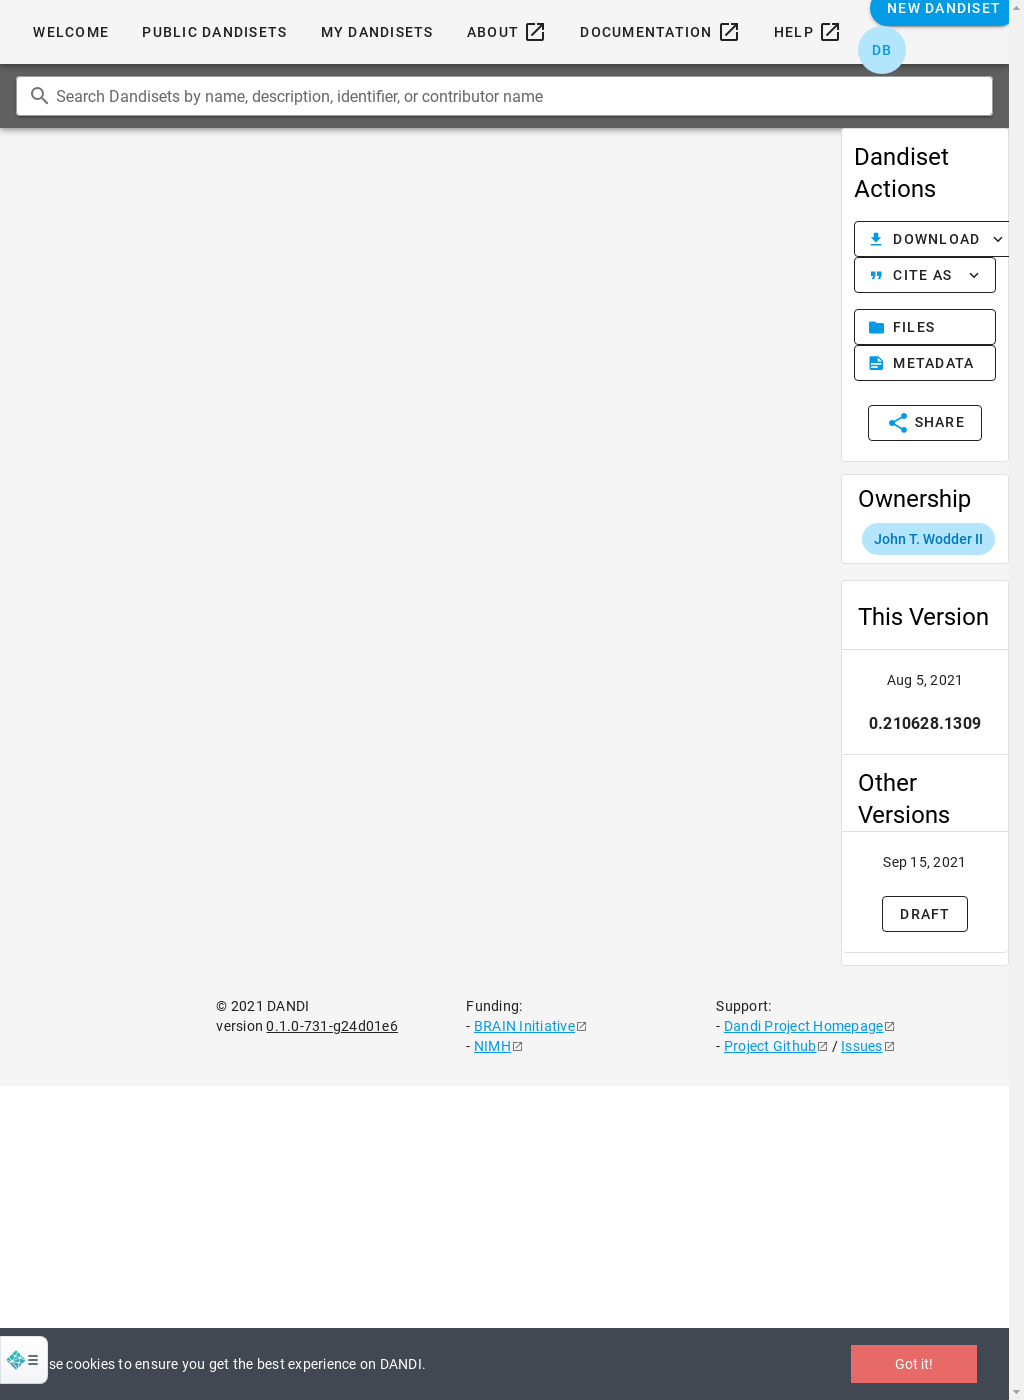 NEW DANDISET
WELCOME
PUBLIC DANDISETS
MY DANDISETS
ABOUT
DOCUMENTATION
HELP
DB
Search Dandisets by name, description, identifier, or contributor name
Dandiset
Actions
DOWNLOAD
CITE AS
FILES
METADATA
SHARE
Ownership
John T. Wodder II
This Version
Aug 5, 2021
0.210628.1309
Other
Versions
Sep 15, 2021
DRAFT
© 2021 DANDI
version 0.1.0-731-g24d01e6
Funding:
- BRAIN Initiative
- NIMH
Support:
- Dandi Project Homepage
- Project Github / Issues
se cookies to ensure you get the best experience on DANDI.
Got it!